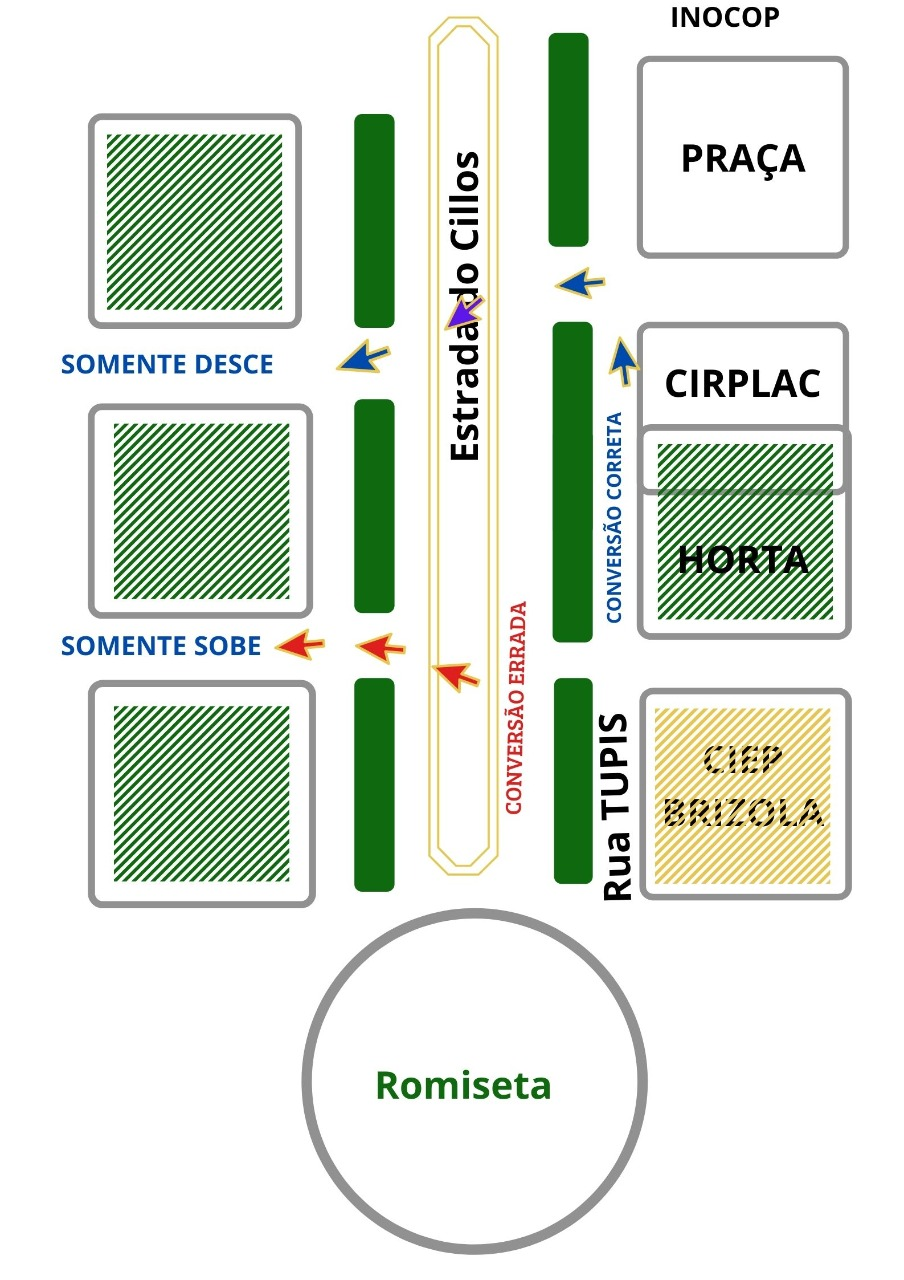 INOCOP
PRAÇA
Estrada do Cillos
SOMENTE DESCE
CIRPLAC
CONVERSÃO CORRETA
HORTA
SOMENTE SOBE
CONVERSÃO ERRADA
Rua TUPIS
CIEP
BRIZOLA
Romiseta